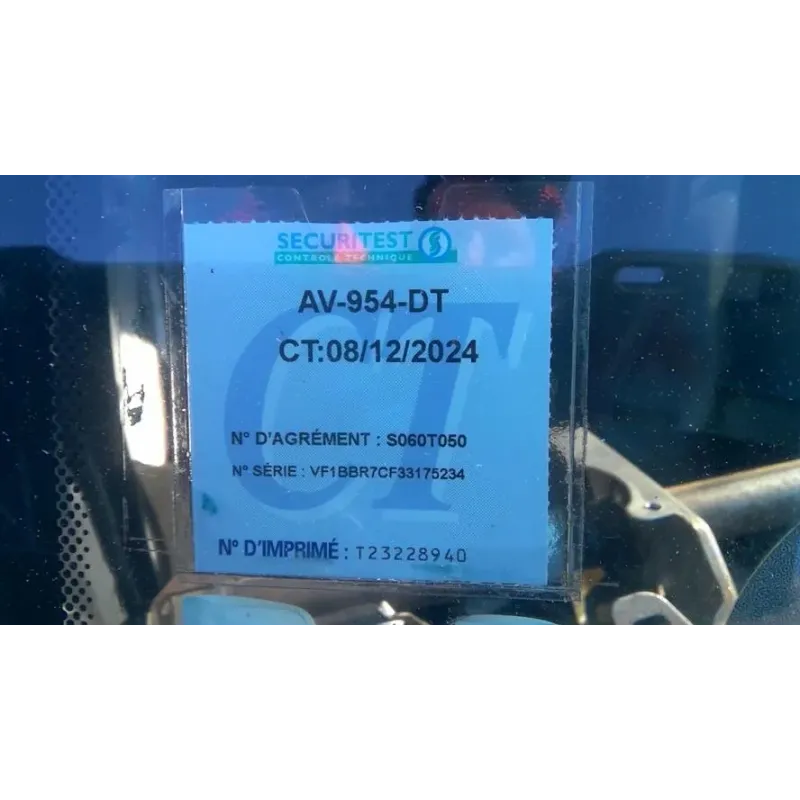 SECURITEST
CONTROLE TECHNIQUE
AV-954-DT
CT:08/12/2024
N° D'AGRÉMENT : S060T050
N° SÉRIE : VF1BBR7CF33175234
N° D'IMPRIMÉ : T23228940
CT